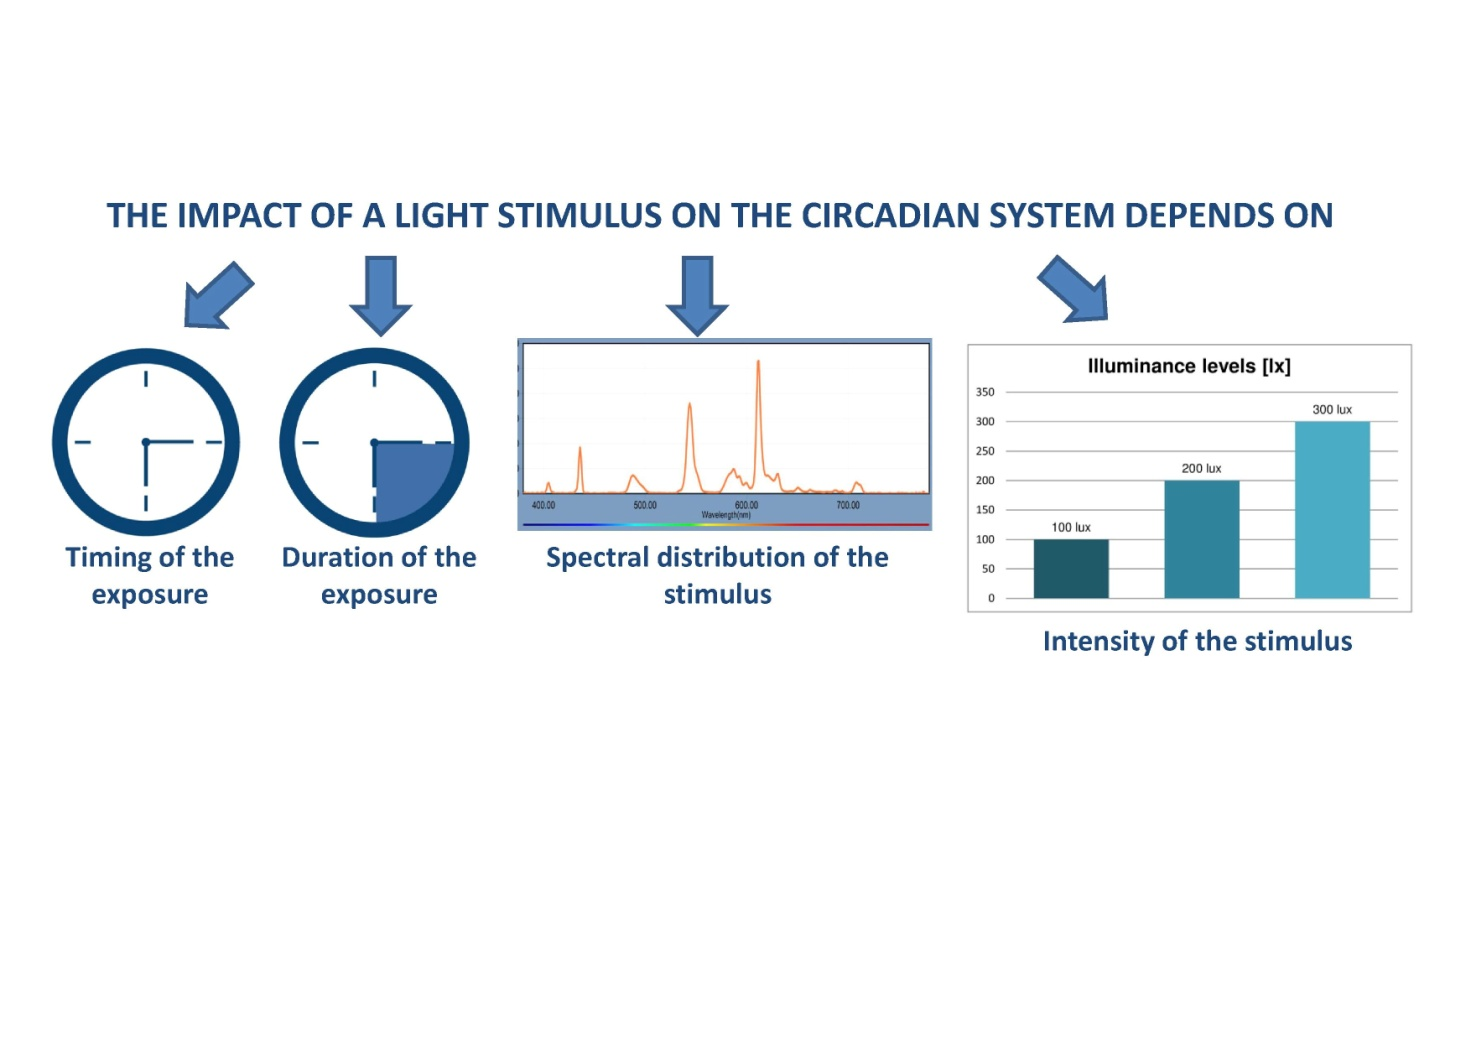 THE IMPACT OF A LIGHT STIMULUS ON THE CIRCADIAN SYSTEM DEPENDS ON
Timing of the
exposure
Duration of the
exposure
400.00 500.00 600.00 700.00
Wavelength(nm)
Spectral distribution of the
stimulus
Illuminance levels [lx]
350
300
250
200
150
100
50
0
100 lux
200 lux
300 lux
Intensity of the stimulus